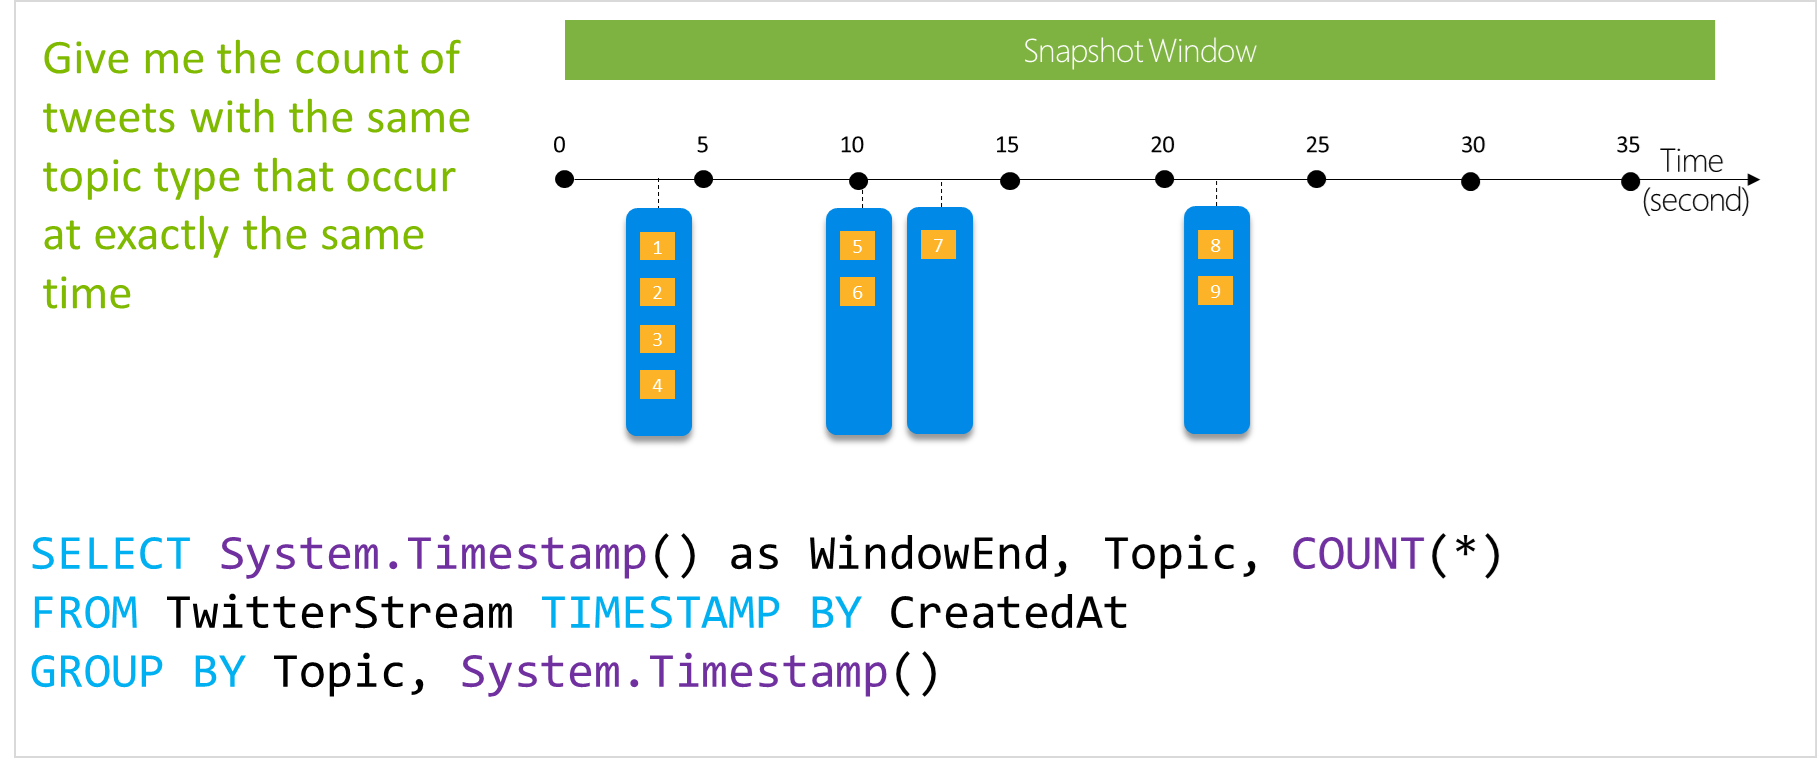 Give me the count of
tweets with the same
topic type that occur
at exactly the same
time
Snapshot Window
0 5 10 15 20 25 30 35
Time
(second)
1 5 7 8
2 6 9
3
4
SELECT System.Timestamp() as WindowEnd, Topic, COUNT(*)
FROM TwitterStream TIMESTAMP BY CreatedAt
GROUP BY Topic, System.Timestamp()